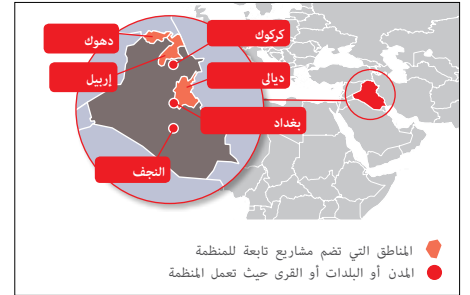 كركوك
دهوك
ديالى
إربيل
بغداد
النجف
المناطق التي تضم مشاريع تابعة للمنظمة
المدن أو البلدات أو القرى حيث تعمل المنظمة